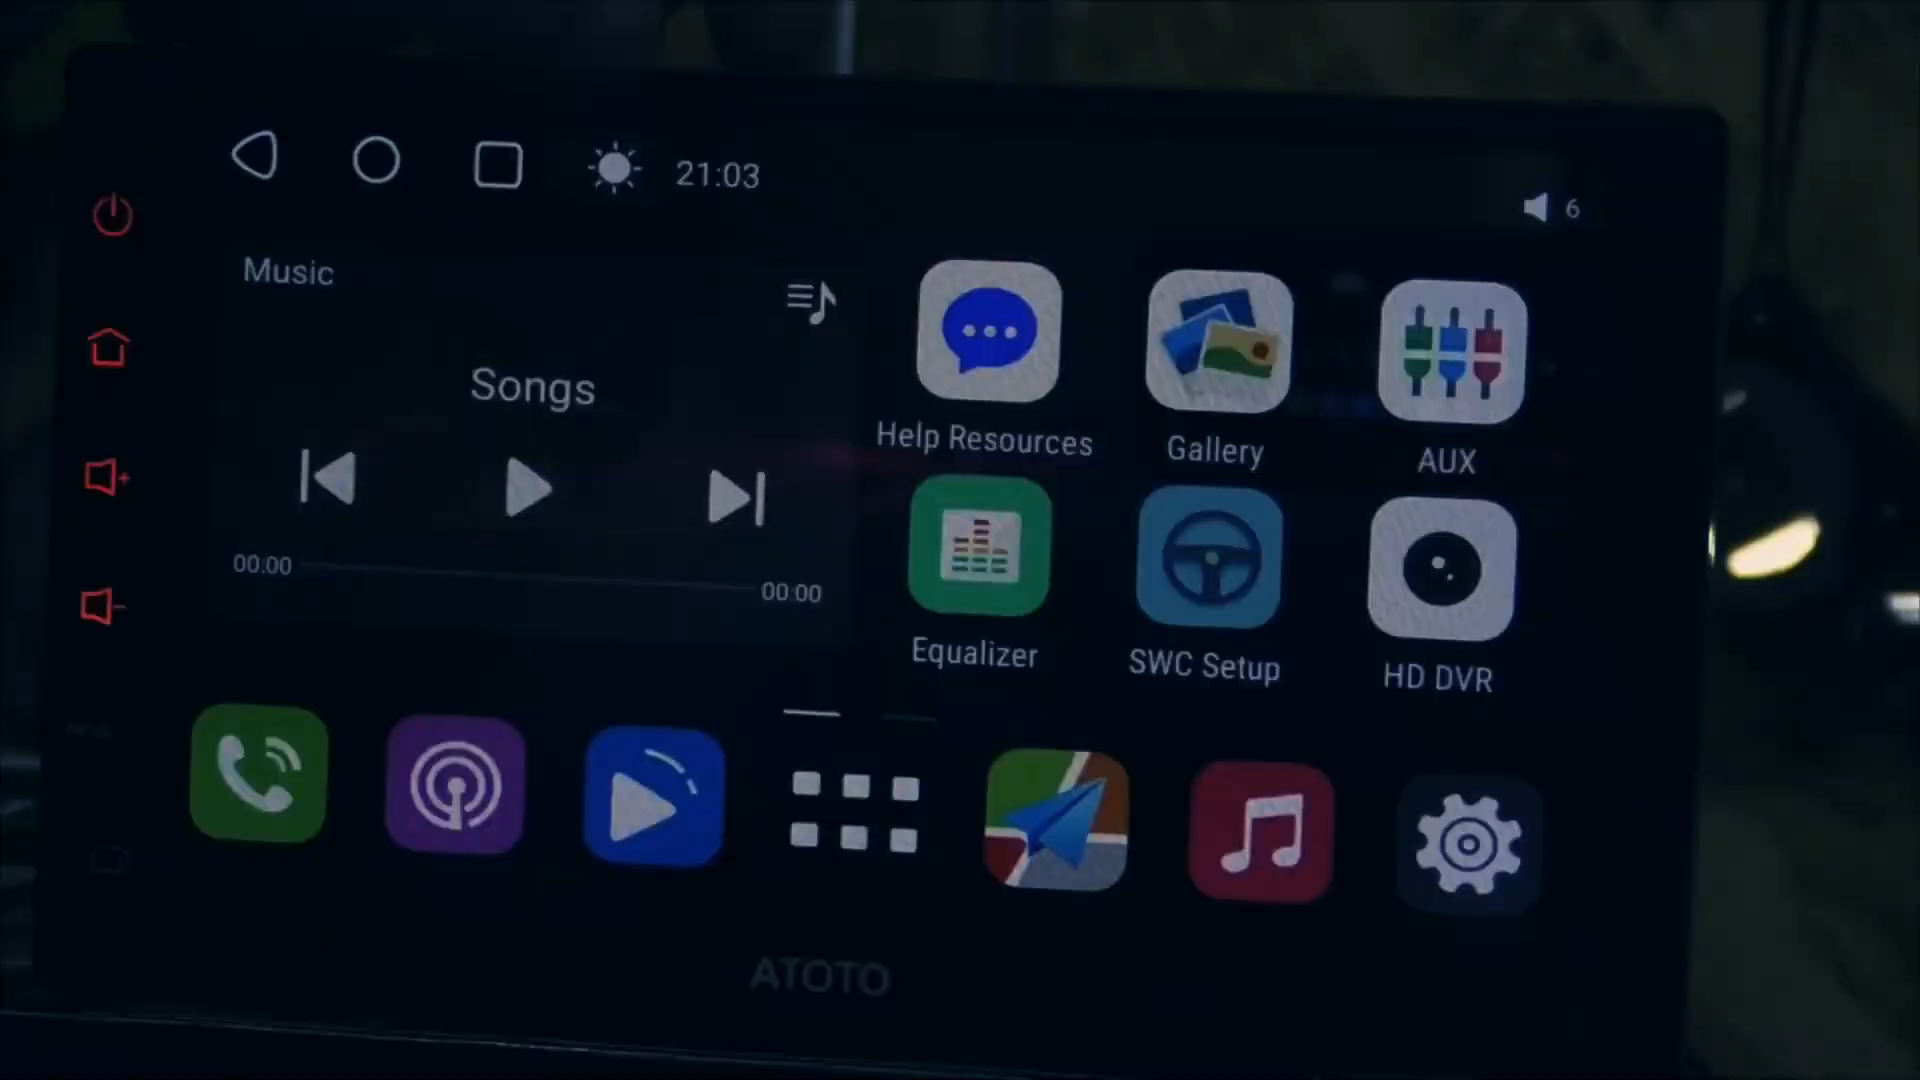 21:03
6
Music
Songs
00:00
00:00
Help Resources
Gallery
AUX
Equalizer
SWC Setup
HD DVR
ATOTO